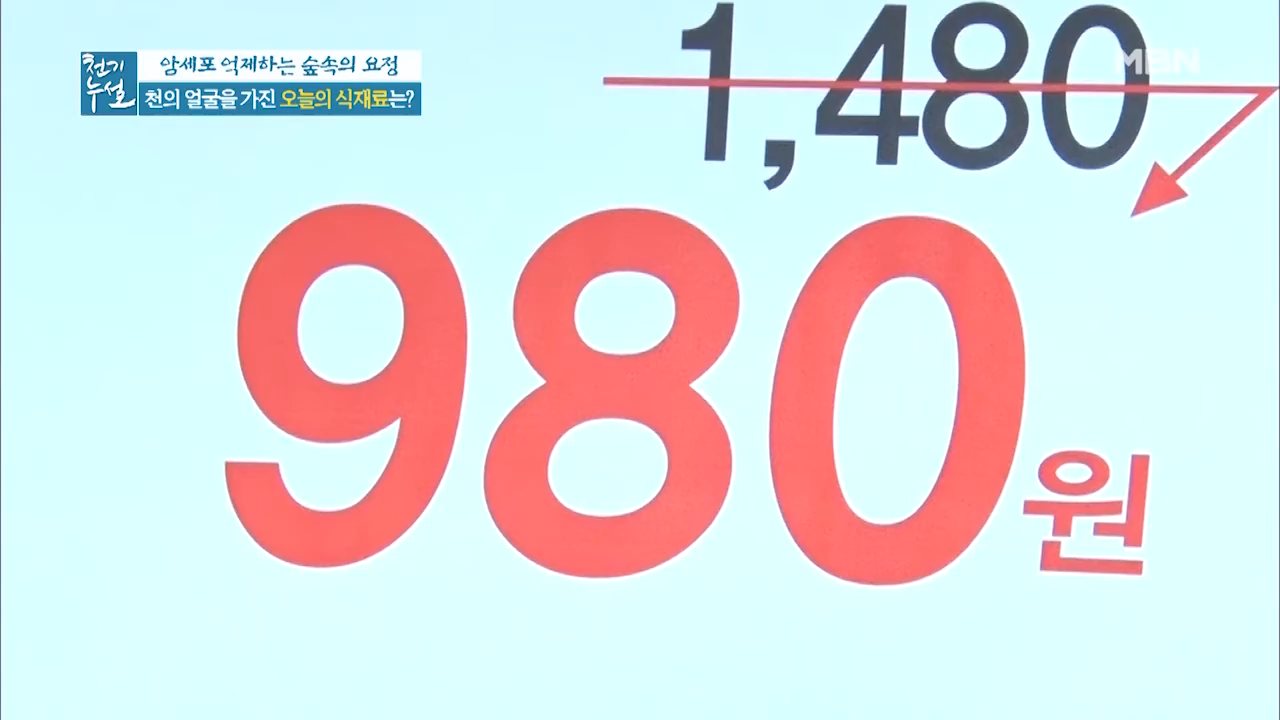 천기
누설
암세포 억제하는 숲속의 요정
천의 얼굴을 가진 오늘의 식재료는?
MBN
1,480
980원